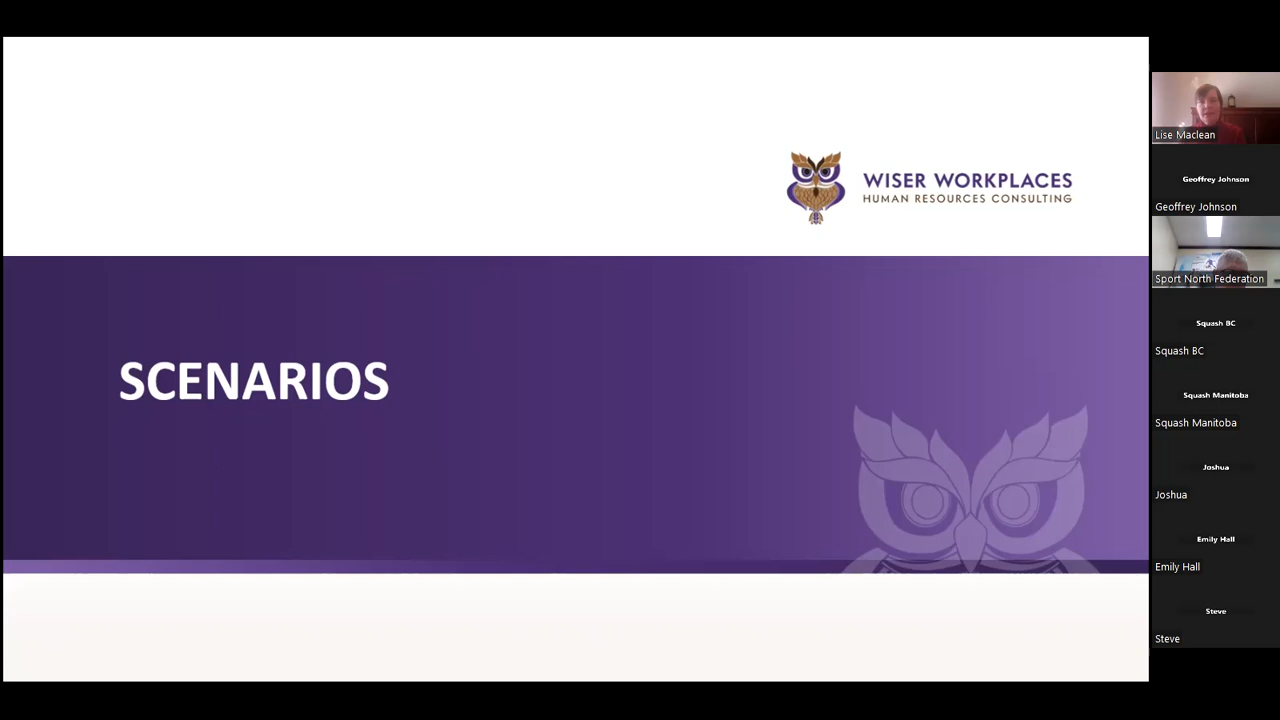 WISER WORKPLACES
HUMAN RESOURCES CONSULTING
SCENARIOS
Lise Maclean
Geoffrey Johnson
Geoffrey Johnson
Sport North Federation
Squash BC
Squash BC
Squash Manitoba
Squash Manitoba
Joshua
Joshua
Emily Hall
Emily Hall
Steve
Steve